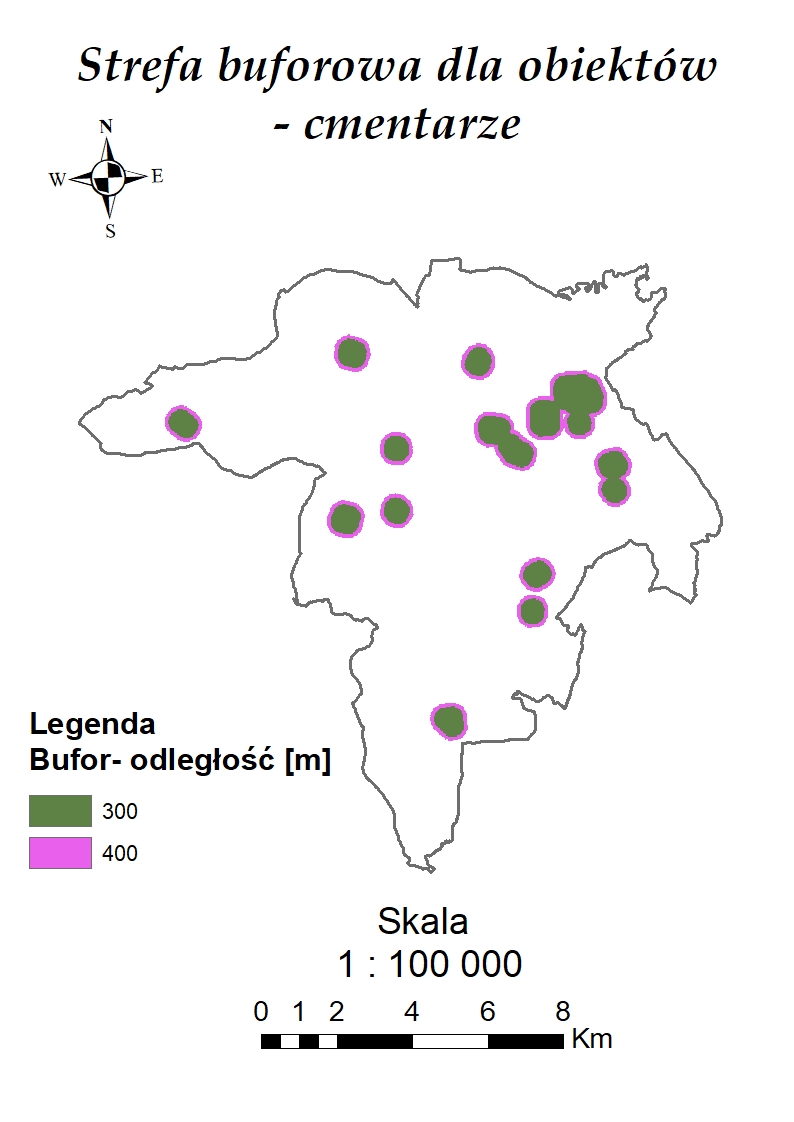 Strefa buforowa dla obiektów
- cmentarze
N
W E
S
Legenda
Bufor- odległość [m]
300
400
Skala
1 : 100 000
0 1 2 4 6 8
Km